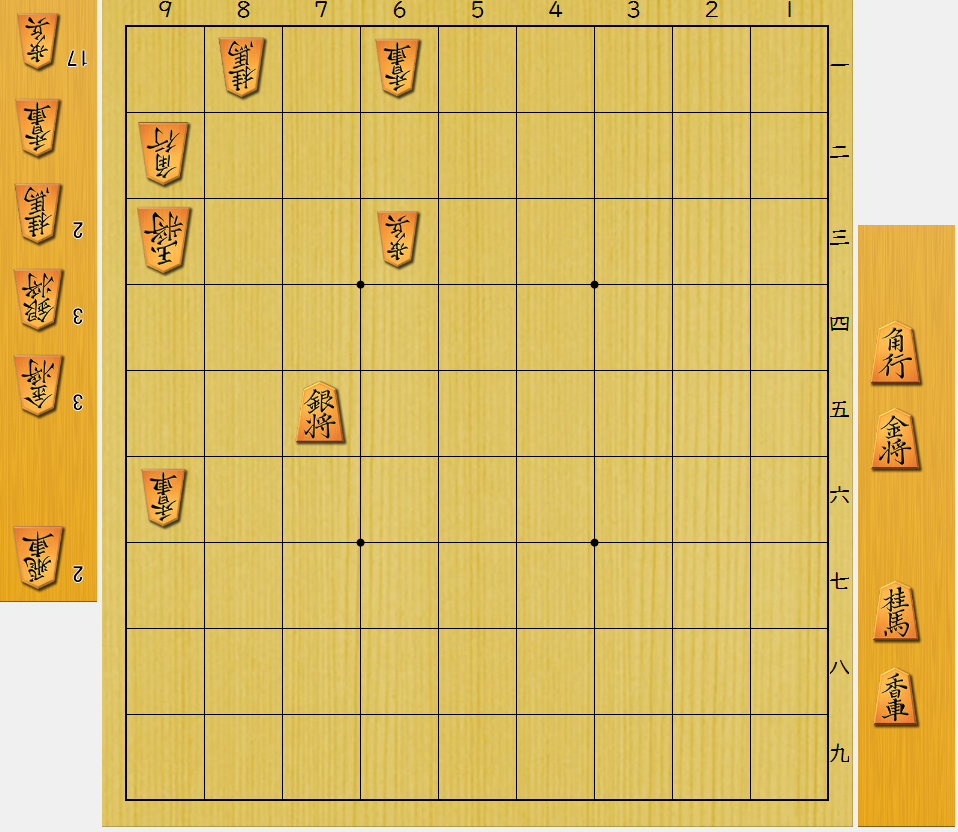 9 8 7 6 5 4 3 2 1
歩兵 17
香車
桂馬 2
銀将 3
金将 3
飛車 2
桂馬 香車 一
角行 二
玉将 歩兵 三
四
銀将 五
香車 六
七
八
九
角行
金将
桂馬
香車